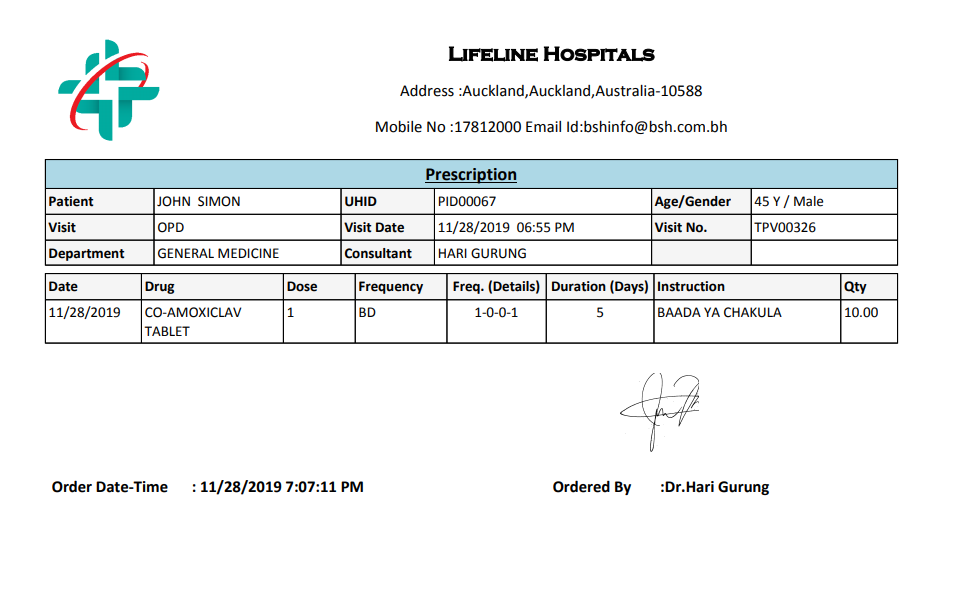 LIFELINE HOSPITALS
Address :Auckland,Auckland,Australia-10588
Mobile No :17812000 Email Id:bshinfo@bsh.com.bh
Prescription
Patient JOHN SIMON UHID PID00067 Age/Gender 45 Y / Male
Visit OPD Visit Date 11/28/2019 06:55 PM Visit No. TPV00326
Department GENERAL MEDICINE Consultant HARI GURUNG
Date Drug Dose Frequency Freq. (Details) Duration (Days) Instruction Qty
11/28/2019 CO-AMOXICLAV 1 BD 1-0-0-1 5 BAADA YA CHAKULA 10.00
TABLET
Order Date-Time : 11/28/2019 7:07:11 PM Ordered By :Dr.Hari Gurung